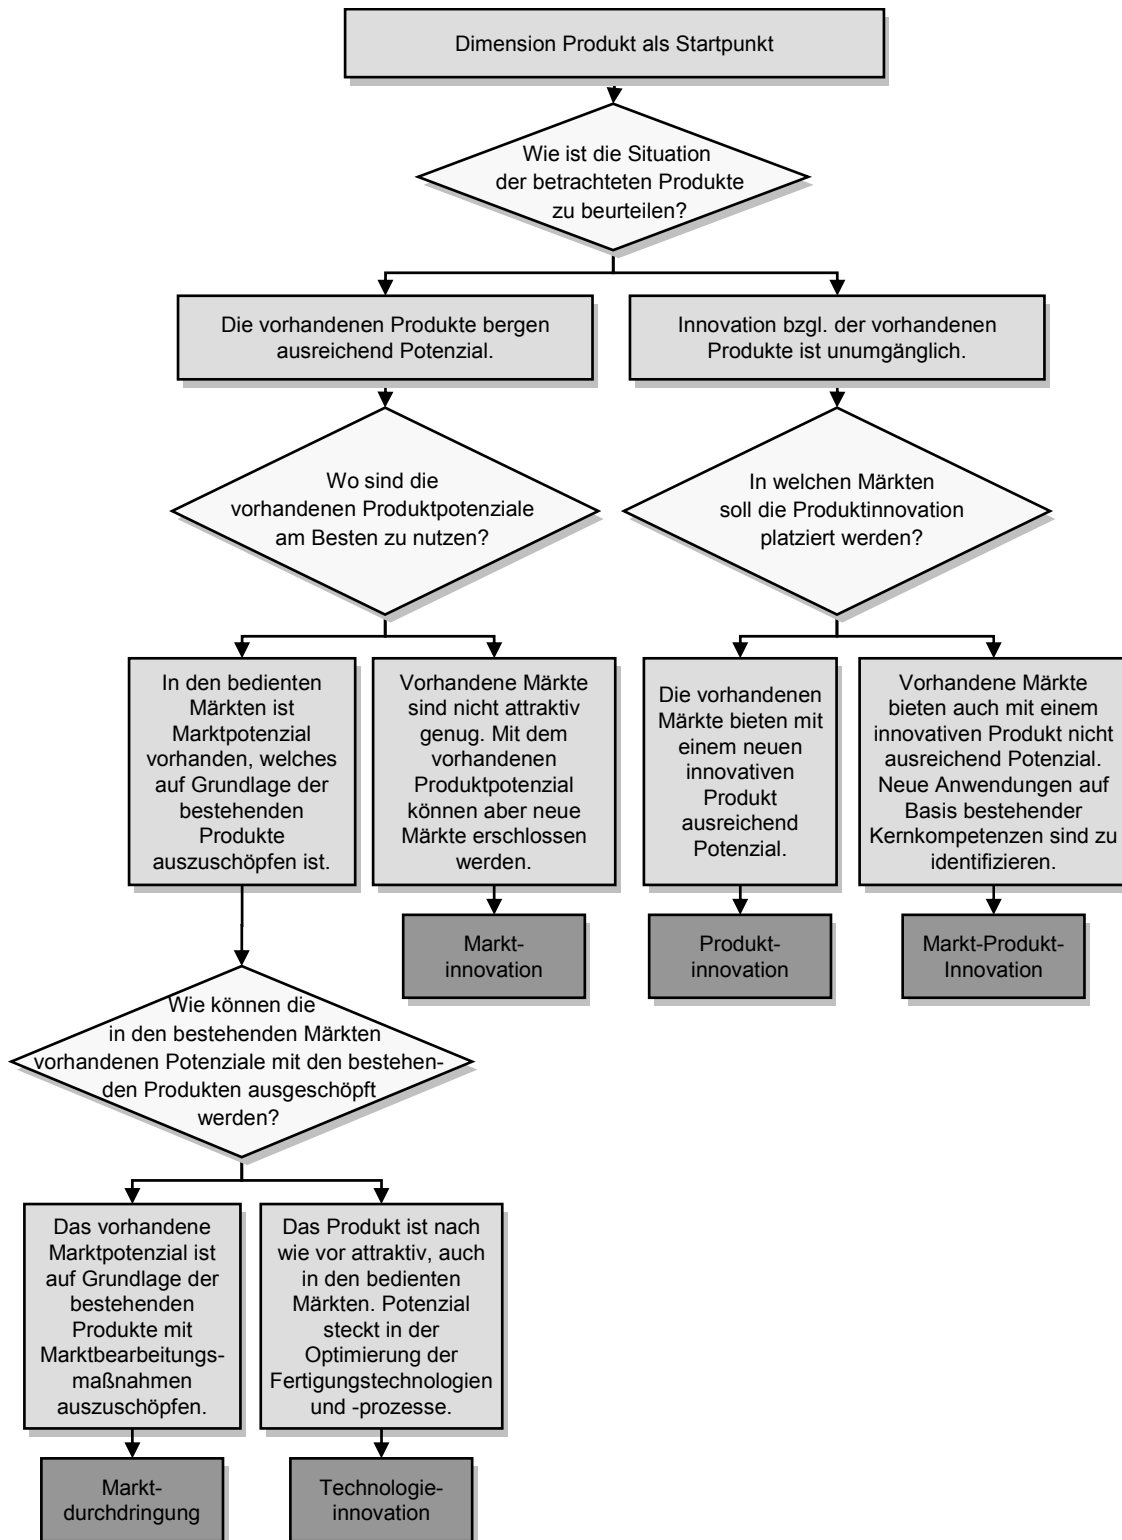 Dimension Produkt als Startpunkt
Wie ist die Situation
der betrachteten Produkte
zu beurteilen?
Die vorhandenen Produkte bergen
ausreichend Potenzial.
Innovation bzgl. der vorhandenen
Produkte ist unumgänglich.
Wo sind die
vorhandenen Produktpotenziale
am Besten zu nutzen?
In welchen Märkten
soll die Produktinnovation
platziert werden?
In den bedienten
Märkten ist
Marktpotenzial
vorhanden, welches
auf Grundlage der
bestehenden
Produkte
auszuschöpfen ist.
Vorhandene Märkte
sind nicht attraktiv
genug. Mit dem
vorhandenen
Produktpotenzial
können aber neue
Märkte erschlossen
werden.
Die vorhandenen
Märkte bieten mit
einem neuen
innovativen
Produkt
ausreichend
Potenzial.
Vorhandene Märkte
bieten auch mit einem
innovativen Produkt nicht
ausreichend Potenzial.
Neue Anwendungen auf
Basis bestehender
Kernkompetenzen sind zu
identifizieren.
Markt-
innovation
Produkt-
innovation
Markt-Produkt-
Innovation
Wie können die
in den bestehenden Märkten
vorhandenen Potenziale mit den bestehen-
den Produkten ausgeschöpft
werden?
Das vorhandene
Marktpotenzial ist
auf Grundlage der
bestehenden
Produkte mit
Marktbearbeitungs-
maßnahmen
auszuschöpfen.
Das Produkt ist nach
wie vor attraktiv, auch
in den bedienten
Märkten. Potenzial
steckt in der
Optimierung der
Fertigungstechnologien
und -prozesse.
Markt-
durchdringung
Technologie-
innovation